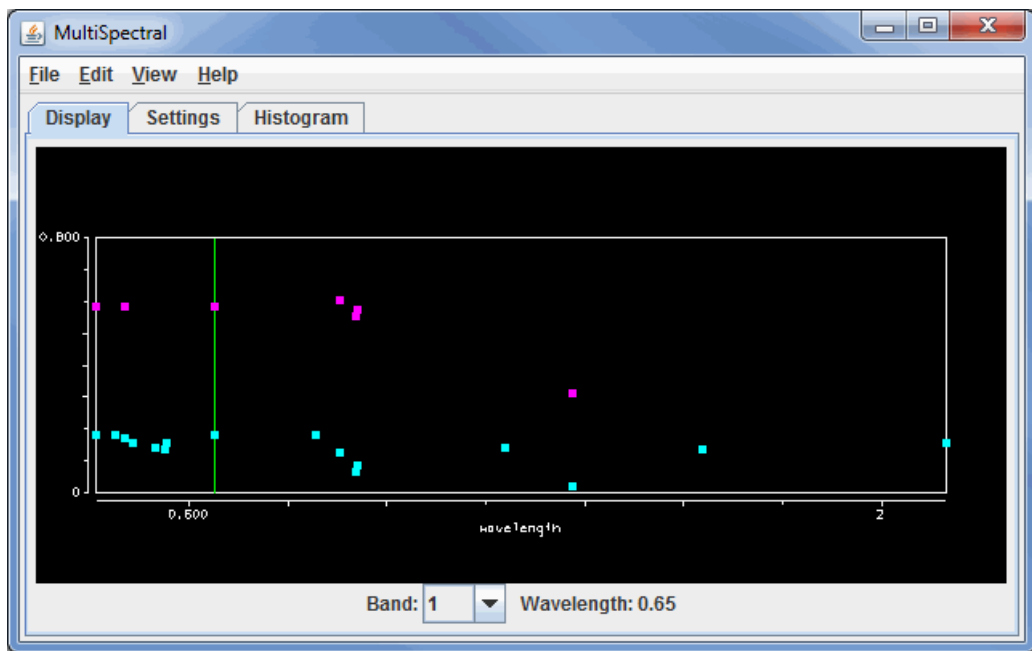 MultiSpectral
File Edit View Help
Display Settings Histogram
0.800
0
0.600 2
wavelength
Band: 1 Wavelength: 0.65